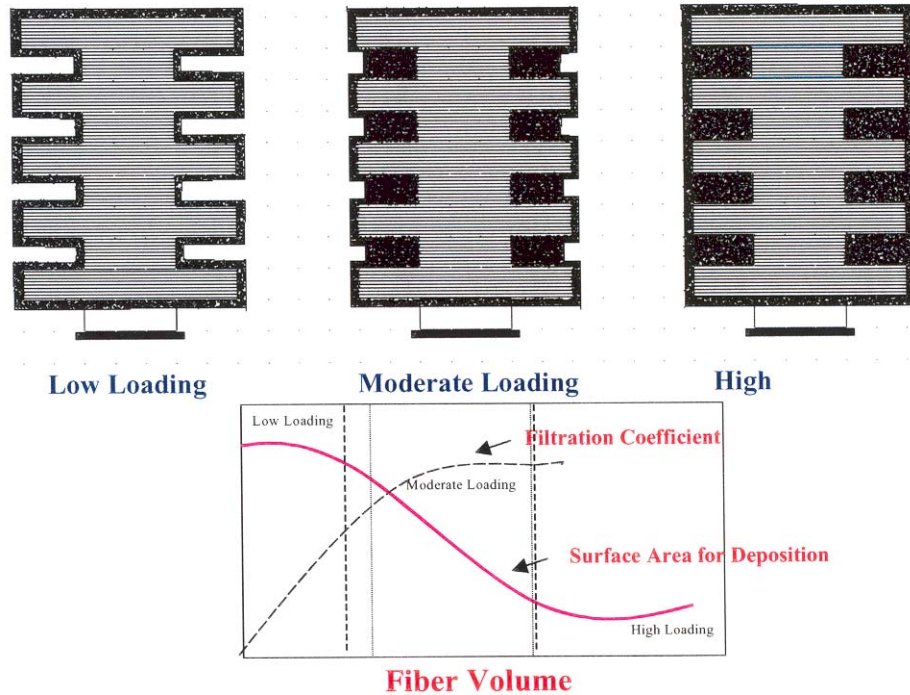 Low Loading
Moderate Loading
High
Low Loading
Filtration Coefficient
Moderate Loading
Surface Area for Deposition
High Loading
Fiber Volume